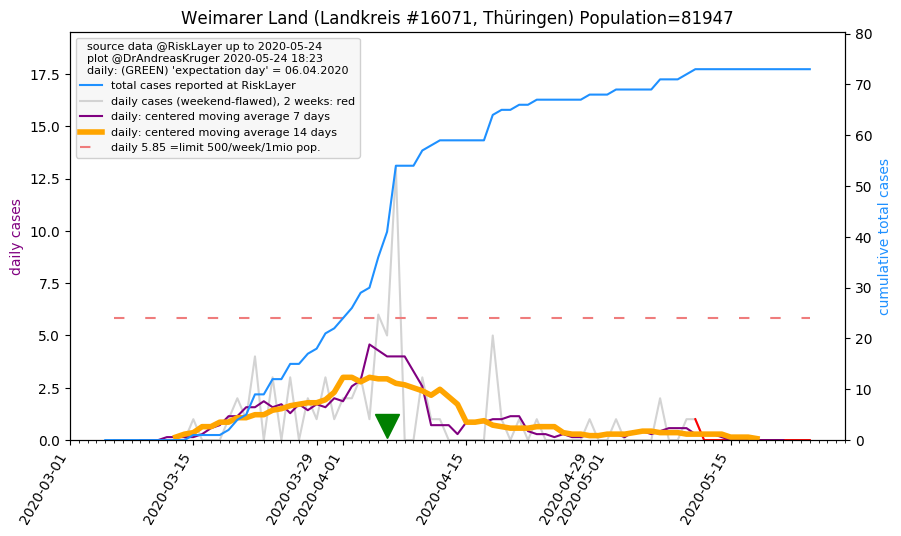 Weimarer Land (Landkreis #16071, Thüringen) Population=81947
source data @RiskLayer up to 2020-05-24
plot @DrAndreasKruger 2020-05-24 18:23
daily: (GREEN) 'expectation day' = 06.04.2020
total cases reported at RiskLayer
daily cases (weekend-flawed), 2 weeks: red
daily: centered moving average 7 days
daily: centered moving average 14 days
daily 5.85 =limit 500/week/1mio pop.
daily cases
17.5
15.0
12.5
10.0
7.5
5.0
2.5
0.0
80
70
60
50
40
30
20
10
0
cumulative total cases
2020-03-01
2020-03-15
2020-03-29
2020-04-01
2020-04-15
2020-04-29
2020-05-01
2020-05-15